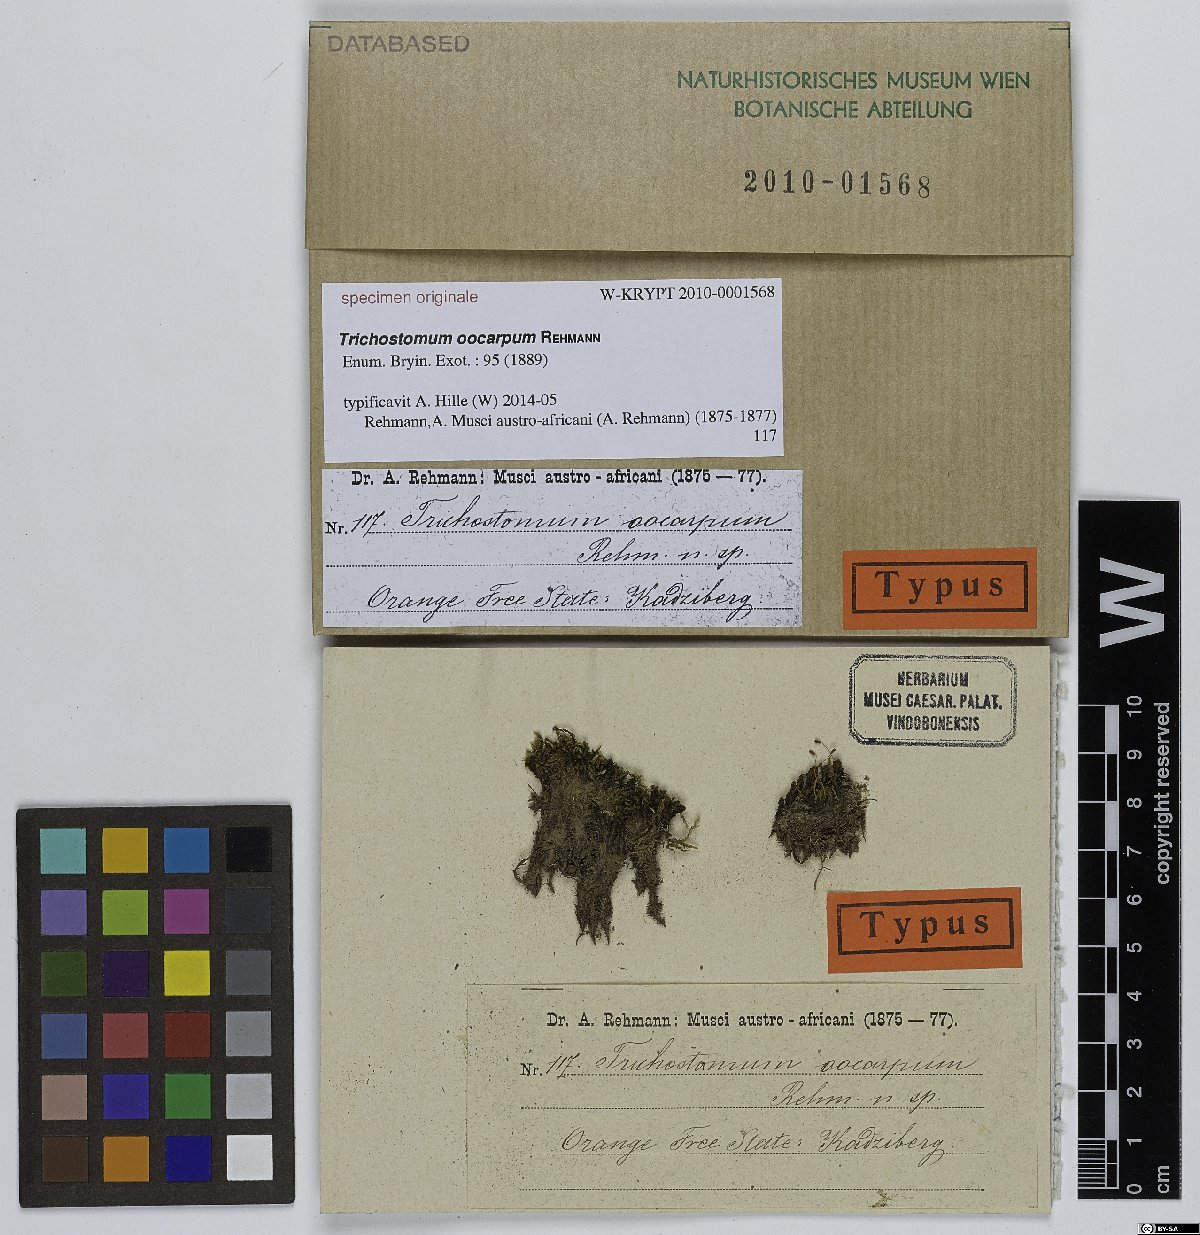 DATABASED
NATURHISTORISCHES MUSEUM WIEN
BOTANISCHE ABTEILUNG
2010-01568
specimen originale
W-KRYPT 2010-0001568
Trichostomum oocarpum REHMANN
Enum. Bryin. Exot. : 95 (1889)
typificavit A. Hille (W) 2014-05
Rehmann,A. Musci austro-africani (A. Rehmann) (1875-1877)
117
Dr. A. Rehmann: Musci austro-africani (1875 — 77).
Nr. 117. Trichostomum oocarpum
Rehm. n. sp.
Orange Free State: Kadziberg
Typus
HERBARIUM
MUSEI CAESAR. PALAT.
VINDOBONENSIS
Typus
Dr. A. Rehmann: Musci austro-africani (1875 — 77).
Nr. 117. Trichostomum oocarpum
Rehm. n. sp.
Orange Free State: Kadziberg
W
copyright reserved
10
9
8
7
6
5
4
3
2
1
0
cm
cc BY-SA